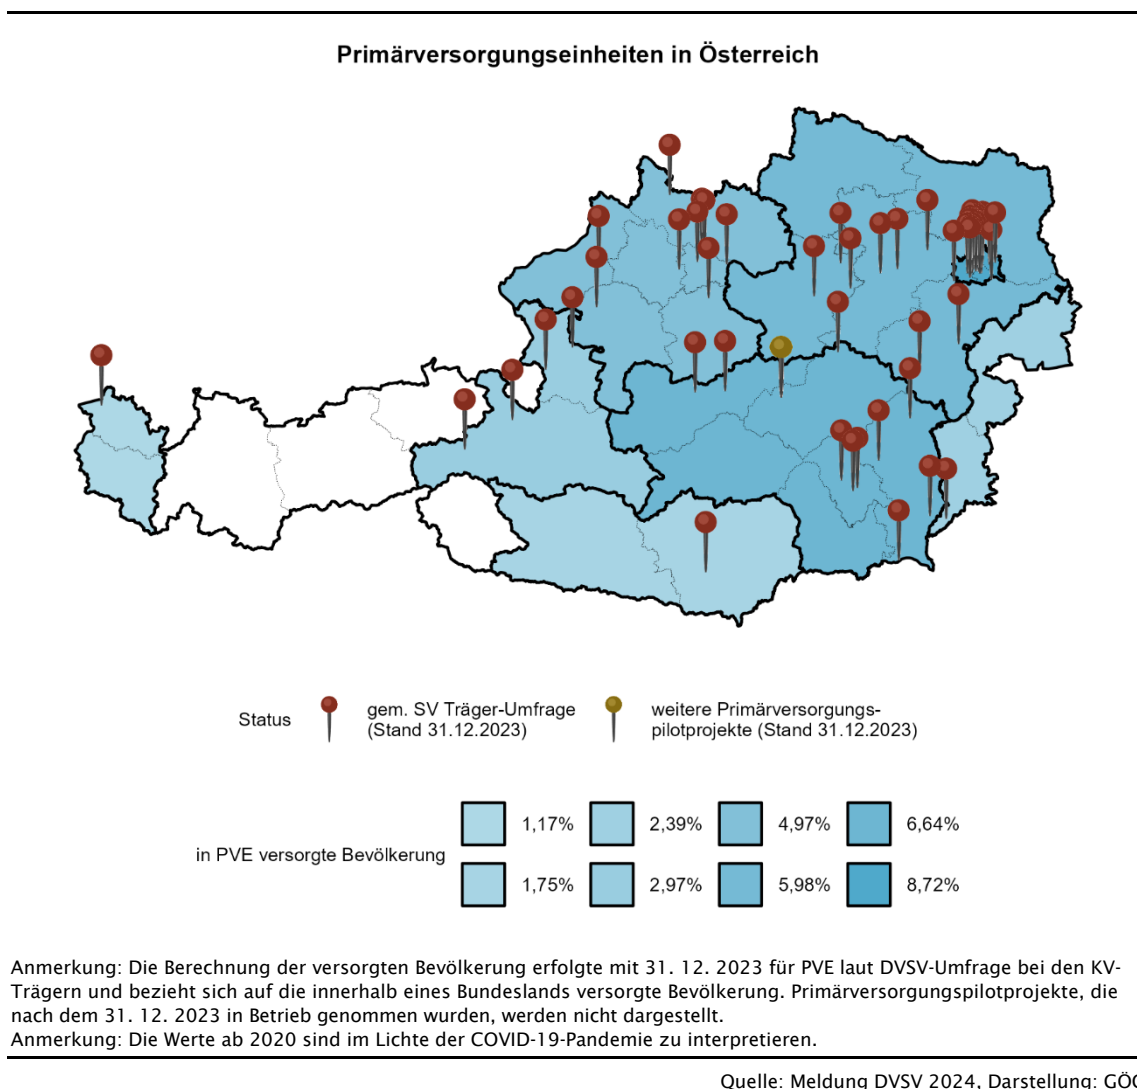 Primärversorgungseinheiten in Österreich
Status
gem. SV Träger-Umfrage
(Stand 31.12.2023)
weitere Primärversorgungs-
pilotprojekte (Stand 31.12.2023)
in PVE versorgte Bevölkerung
1,17%
2,39%
4,97%
6,64%
1,75%
2,97%
5,98%
8,72%
Anmerkung: Die Berechnung der versorgten Bevölkerung erfolgte mit 31. 12. 2023 für PVE laut DVSV-Umfrage bei den KV-
Trägern und bezieht sich auf die innerhalb eines Bundeslands versorgte Bevölkerung. Primärversorgungspilotprojekte, die
nach dem 31. 12. 2023 in Betrieb genommen wurden, werden nicht dargestellt.
Anmerkung: Die Werte ab 2020 sind im Lichte der COVID-19-Pandemie zu interpretieren.
Quelle: Meldung DVSV 2024, Darstellung: GÖG